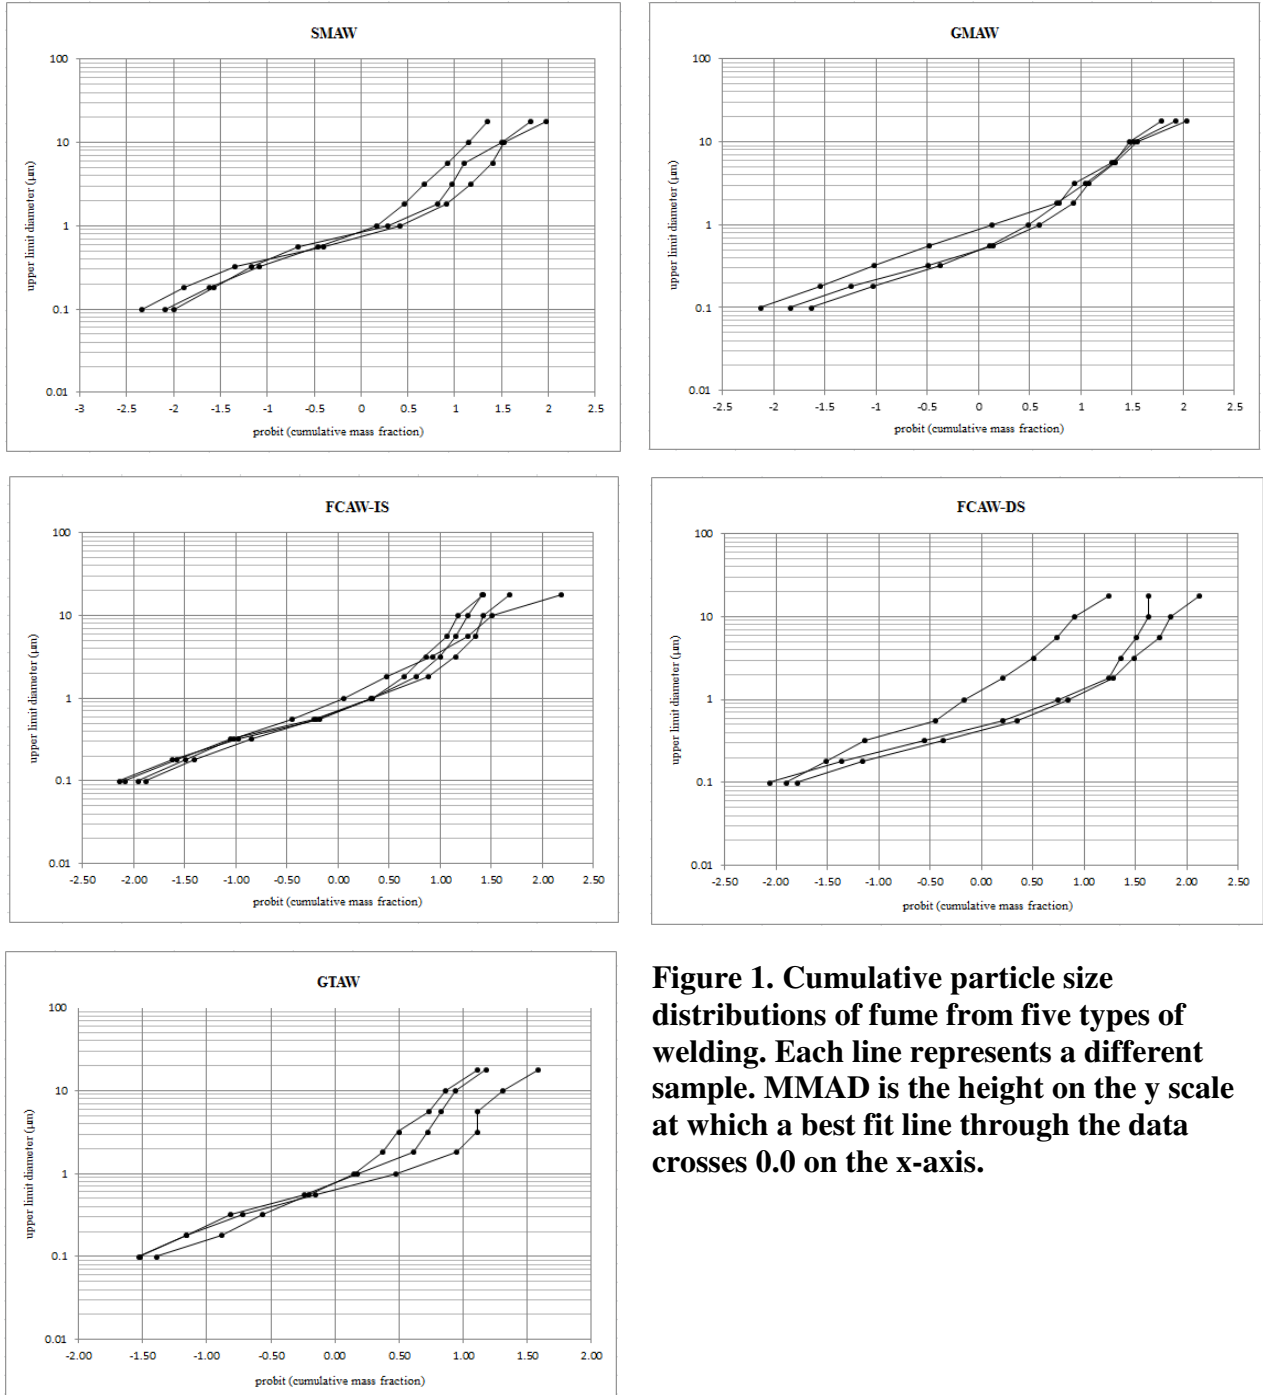 SMAW
100
10
1
0.1
0.01
upper limit diameter (µm)
-3 -2.5 -2 -1.5 -1 -0.5 0 0.5 1 1.5 2 2.5
probit (cumulative mass fraction)
GMAW
100
10
1
0.1
0.01
upper limit diameter (µm)
-2.5 -2 -1.5 -1 -0.5 0 0.5 1 1.5 2 2.5
probit (cumulative mass fraction)
FCAW-IS
100
10
1
0.1
0.01
upper limit diameter (µm)
-2.50 -2.00 -1.50 -1.00 -0.50 0.00 0.50 1.00 1.50 2.00 2.50
probit (cumulative mass fraction)
FCAW-DS
100
10
1
0.1
0.01
upper limit diameter (µm)
-2.50 -2.00 -1.50 -1.00 -0.50 0.00 0.50 1.00 1.50 2.00 2.50
probit (cumulative mass fraction)
GTAW
100
10
1
0.1
0.01
upper limit diameter (µm)
-2.00 -1.50 -1.00 -0.50 0.00 0.50 1.00 1.50 2.00
probit (cumulative mass fraction)
Figure 1. Cumulative particle size
distributions of fume from five types of
welding. Each line represents a different
sample. MMAD is the height on the y scale
at which a best fit line through the data
crosses 0.0 on the x-axis.